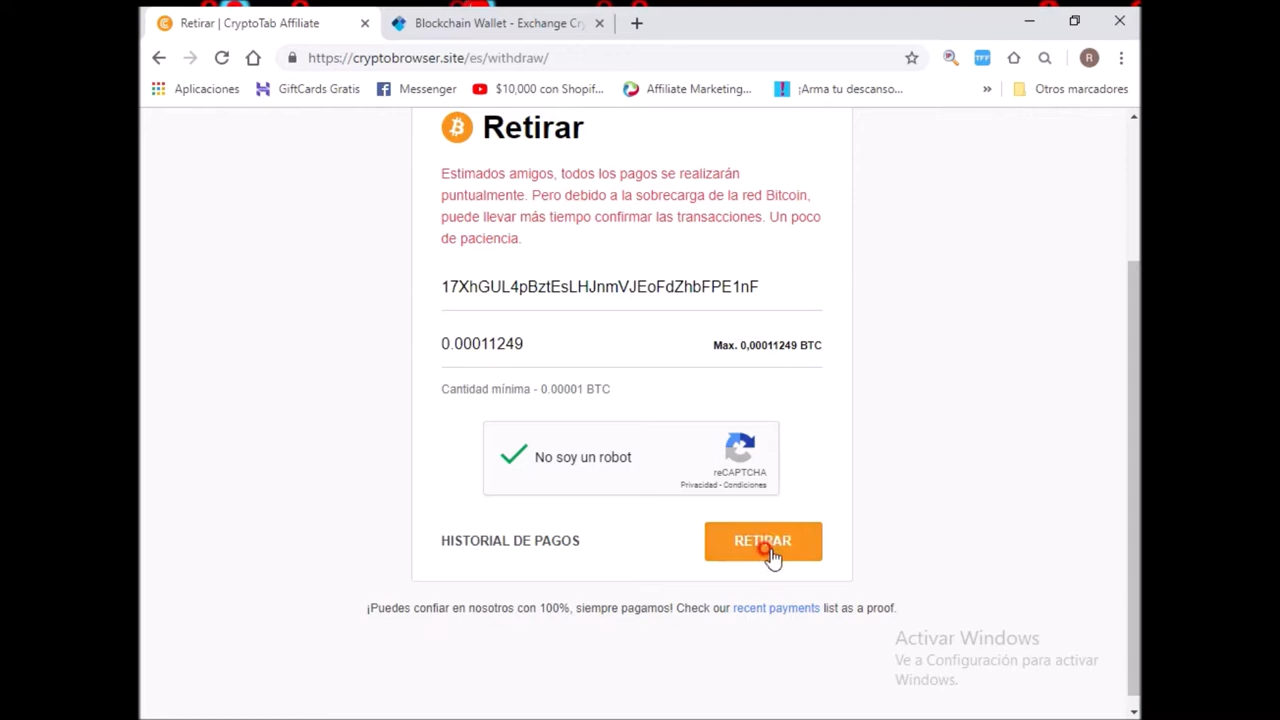 Retirar | CryptoTab Affiliate
Blockchain Wallet - Exchange Cry
https://cryptobrowser.site/es/withdraw/
TFF
R
Aplicaciones
GiftCards Gratis
Messenger
$10,000 con Shopif...
Affiliate Marketing...
¡Arma tu descanso...
»
Otros marcadores
Retirar
Estimados amigos, todos los pagos se realizarán
puntualmente. Pero debido a la sobrecarga de la red Bitcoin,
puede llevar más tiempo confirmar las transacciones. Un poco
de paciencia.
17XhGUL4pBztEsLHJnmVJEoFdZhbFPE1nF
0.00011249
Max. 0,00011249 BTC
Cantidad mínima - 0.00001 BTC
No soy un robot
reCAPTCHA
Privacidad - Condiciones
HISTORIAL DE PAGOS
RETIRAR
¡Puedes confiar en nosotros con 100%, siempre pagamos! Check our recent payments list as a proof.
Activar Windows
Ve a Configuración para activar
Windows.